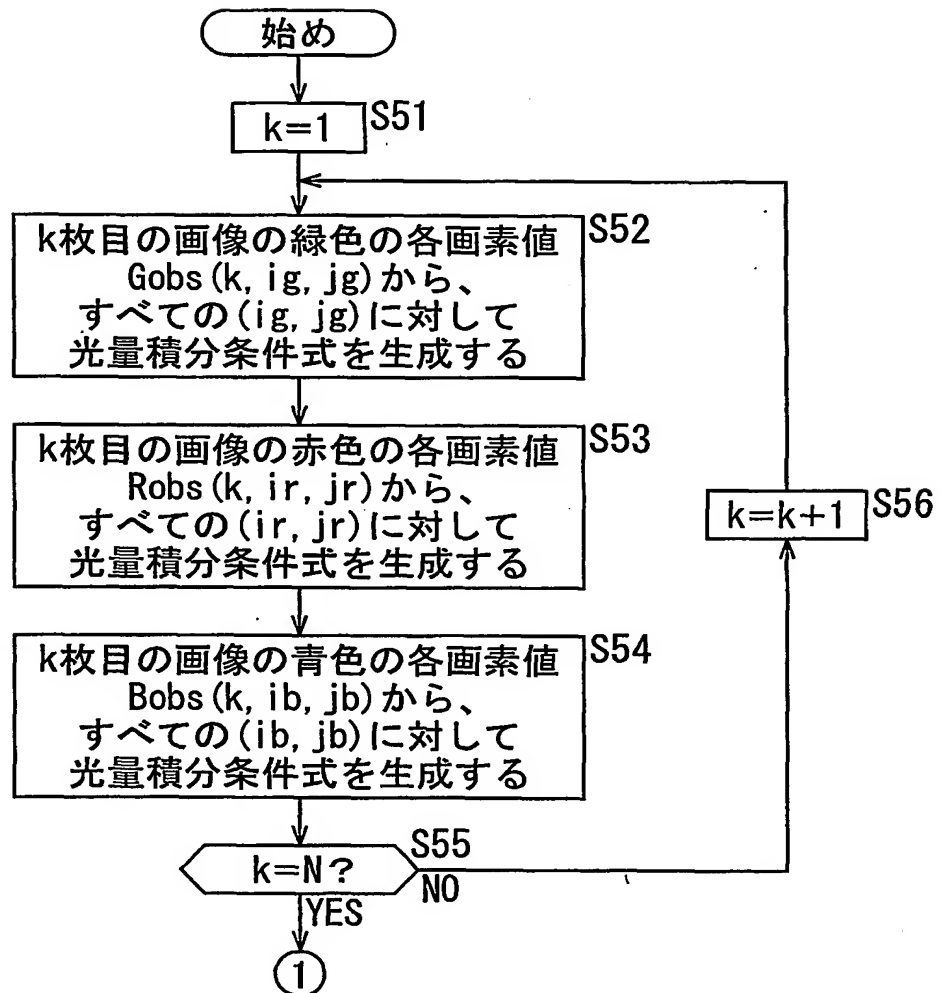 始め
k=1
S51
k枚目の画像の緑色の各画素値
Gobs(k, ig, jg)から、
すべての(ig, jg)に対して
光量積分条件式を生成する
S52
k枚目の画像の赤色の各画素値
Robs(k, ir, jr)から、
すべての(ir, jr)に対して
光量積分条件式を生成する
S53
k=k+1
S56
k枚目の画像の青色の各画素値
Bobs(k, ib, jb)から、
すべての(ib, jb)に対して
光量積分条件式を生成する
S54
k=N?
S55
NO
YES
1